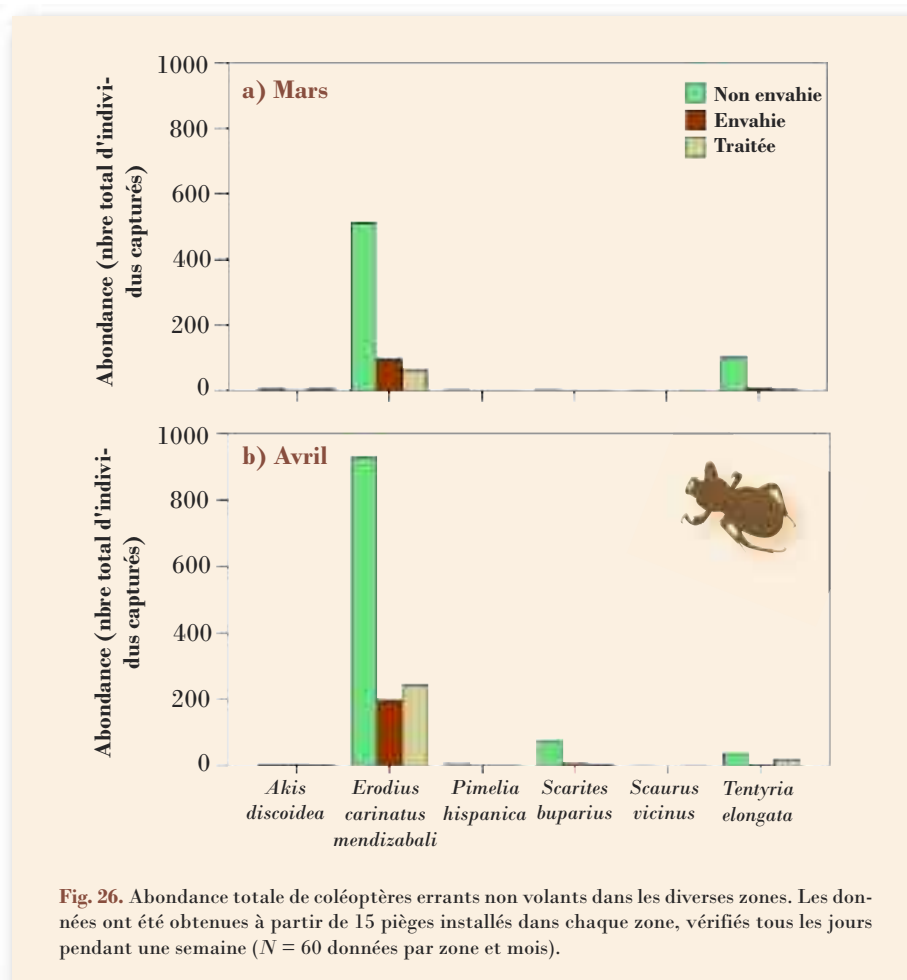 Abondance (nbre total d'indivi-
dus capturés)
1000
800
600
400
200
0
a) Mars
Non envahie
Envahie
Traitée
Abondance (nbre total d'indivi-
dus capturés)
1000
800
600
400
200
0
b) Avril
Akis
discoidea
Erodius
carinatus
mendizabali
Pimelia
hispanica
Scarites
buparius
Scaurus
vicinus
Tentyria
elongata
Fig. 26. Abondance totale de coléoptères errants non volants dans les diverses zones. Les don-
nées ont été obtenues à partir de 15 pièges installés dans chaque zone, vérifiés tous les jours
pendant une semaine (N = 60 données par zone et mois).